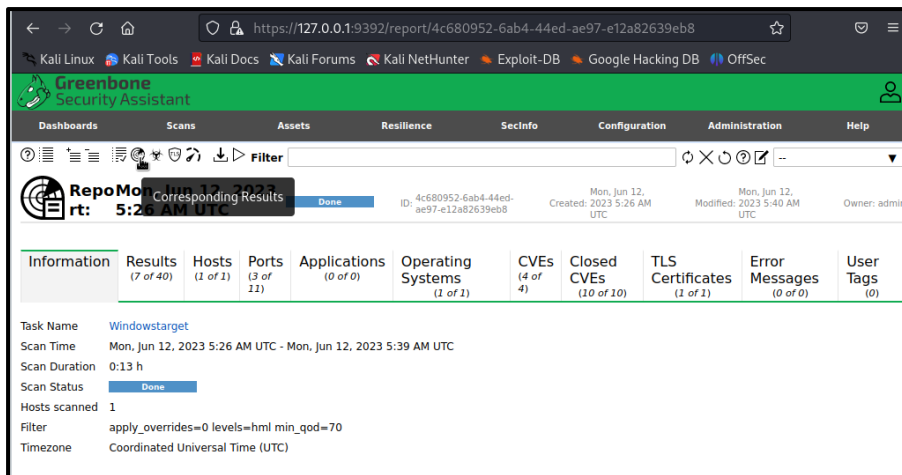 https://127.0.0.1:9392/report/4c680952-6ab4-44ed-ae97-e12a82639eb8
Kali Linux Kali Tools Kali Docs Kali Forums Kali NetHunter Exploit-DB Google Hacking DB OffSec
Greenbone
Security Assistant
Dashboards Scans Assets Resilience SecInfo Configuration Administration Help
Filter --
Corresponding Results
Repo Mon, Jun 12, 2023
rt: 5:26 AM UTC
Done
ID: 4c680952-6ab4-44ed-
ae97-e12a82639eb8
Mon, Jun 12,
Created: 2023 5:26 AM
UTC
Mon, Jun 12,
Modified: 2023 5:40 AM
UTC
Owner: admin
Information
Results
(7 of 40)
Hosts
(1 of 1)
Ports
(3 of
11)
Applications
(0 of 0)
Operating
Systems
(1 of 1)
CVEs
(4 of
4)
Closed
CVEs
(10 of 10)
TLS
Certificates
(1 of 1)
Error
Messages
(0 of 0)
User
Tags
(0)
Task Name Windowstarget
Scan Time Mon, Jun 12, 2023 5:26 AM UTC - Mon, Jun 12, 2023 5:39 AM UTC
Scan Duration 0:13 h
Scan Status Done
Hosts scanned 1
Filter apply_overrides=0 levels=hml min_qod=70
Timezone Coordinated Universal Time (UTC)